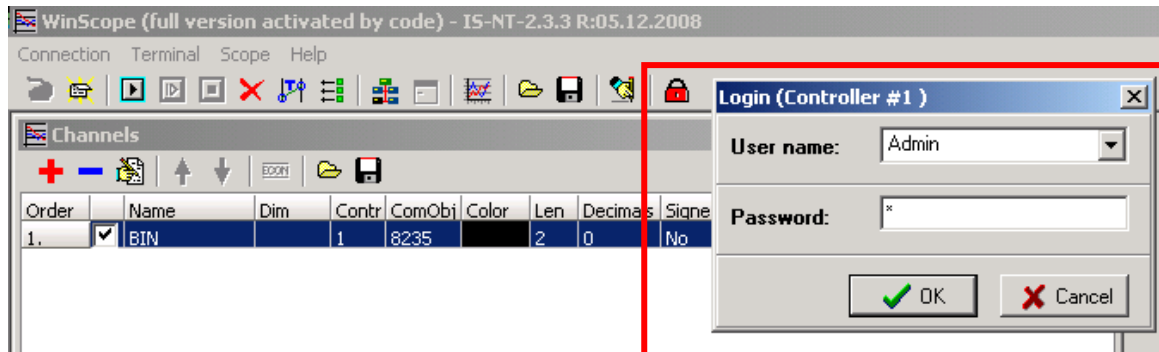 WinScope (full version activated by code) - IS-NT-2.3.3 R:05.12.2008
Connection Terminal Scope Help
Login (Controller #1 )
Channels
User name: Admin
ECON
Order Name Dim Contr ComObj Color Len Decimals Signe
Password: *
1. BIN 1 8235 2 0 No
OK Cancel